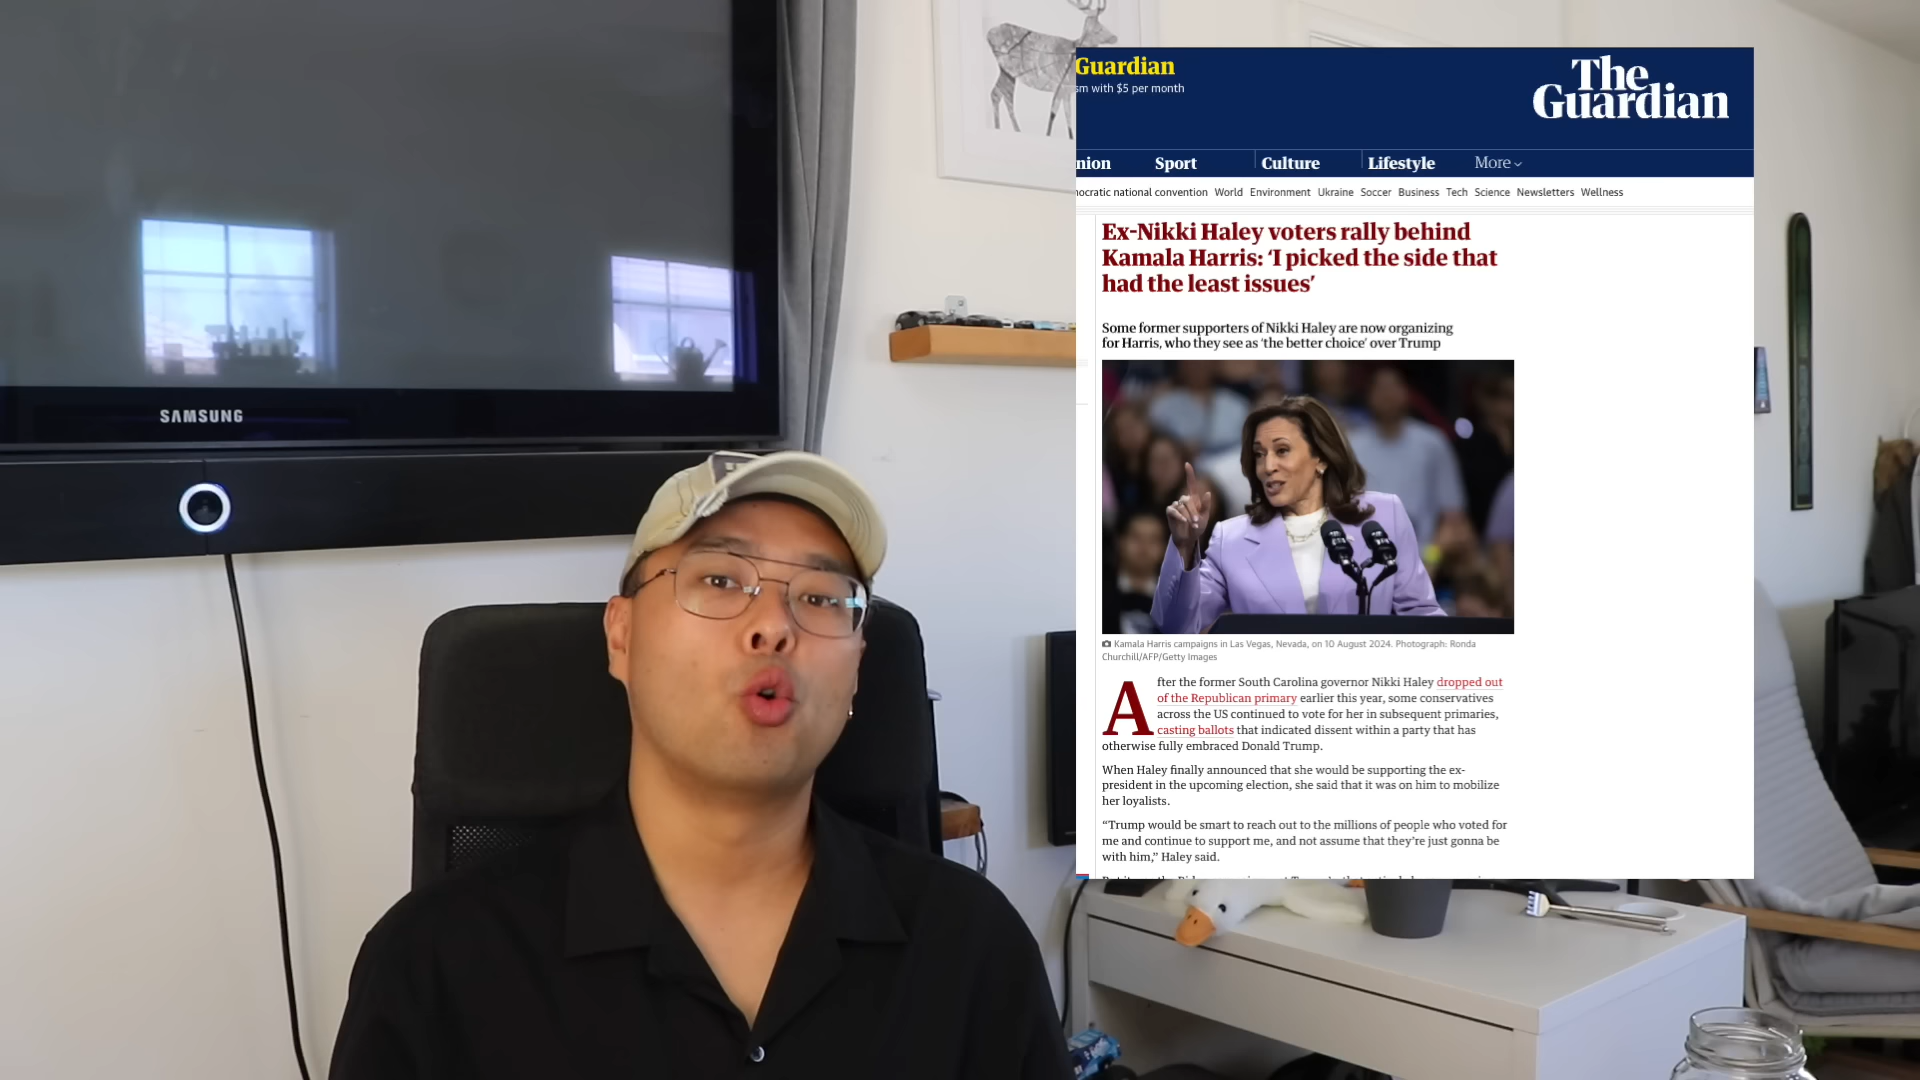 SAMSUNG
Guardian
sm with $5 per month
The
Guardian
nion Sport Culture Lifestyle More
ocratic national convention World Environment Ukraine Soccer Business Tech Science Newsletters Wellness
Ex-Nikki Haley voters rally behind
Kamala Harris: ‘I picked the side that
had the least issues’
Some former supporters of Nikki Haley are now organizing
for Harris, who they see as ‘the better choice’ over Trump
Kamala Harris campaigns in Las Vegas, Nevada, on 10 August 2024. Photograph: Ronda
Churchill/AFP/Getty Images
After the former South Carolina governor Nikki Haley dropped out
of the Republican primary earlier this year, some conservatives
across the US continued to vote for her in subsequent primaries,
casting ballots that indicated dissent within a party that has
otherwise fully embraced Donald Trump.
When Haley finally announced that she would be supporting the ex-
president in the upcoming election, she said that it was on him to mobilize
her loyalists.
“Trump would be smart to reach out to the millions of people who voted for
me and continue to support me, and not assume that they’re just gonna be
with him,” Haley said.